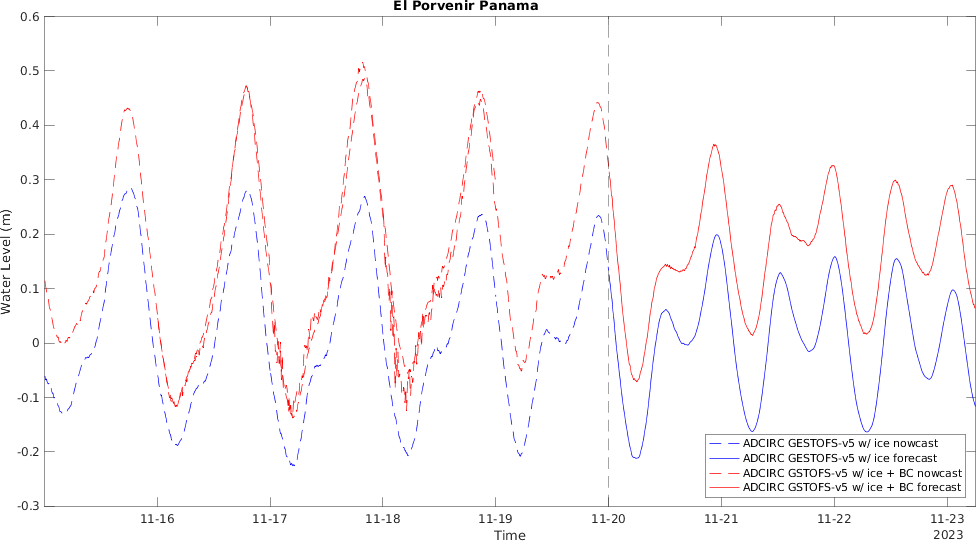 El Porvenir Panama
0.6
0.5
0.4
0.3
0.2
0.1
0
-0.1
-0.2
-0.3
Water Level (m)
ADCIRC GESTOFS-v5 w/ ice nowcast
ADCIRC GESTOFS-v5 w/ ice forecast
ADCIRC GSTOFS-v5 w/ ice + BC nowcast
ADCIRC GSTOFS-v5 w/ ice + BC forecast
11-16 11-17 11-18 11-19 11-20 11-21 11-22 11-23
Time
2023